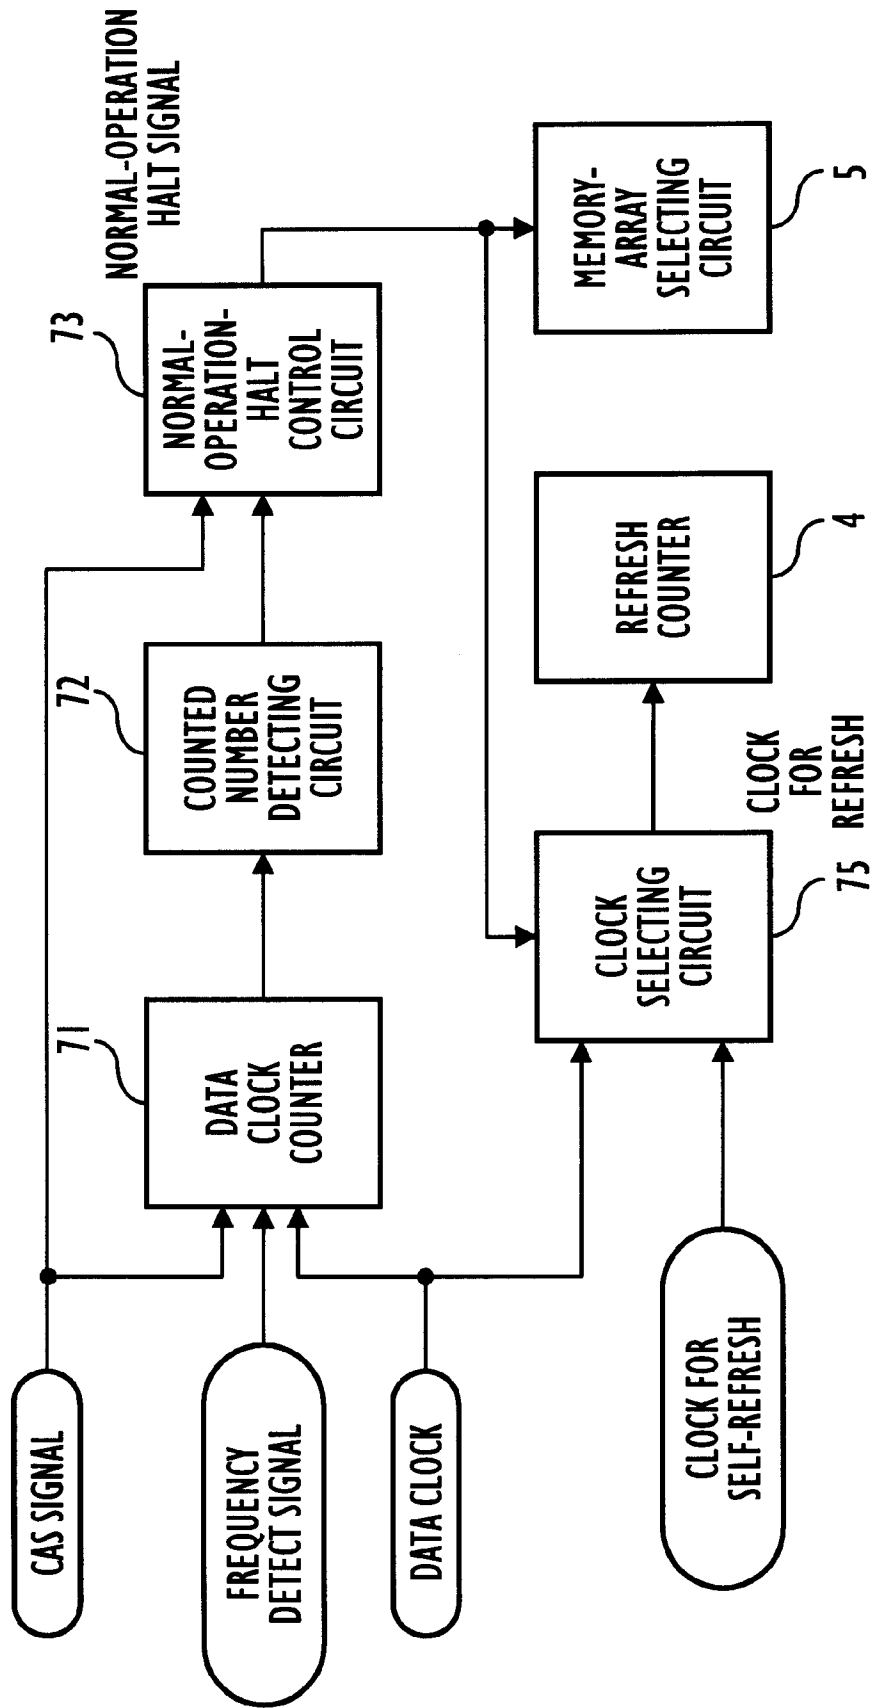 CAS SIGNAL
FREQUENCY
DETECT SIGNAL
DATA CLOCK
CLOCK FOR
SELF-REFRESH
71
DATA
CLOCK
COUNTER
72
COUNTED
NUMBER
DETECTING
CIRCUIT
73
NORMAL-
OPERATION-
HALT
CONTROL
CIRCUIT
NORMAL-OPERATION
HALT SIGNAL
CLOCK
SELECTING
CIRCUIT
75
CLOCK
FOR
REFRESH
REFRESH
COUNTER
4
MEMORY-
ARRAY
SELECTING
CIRCUIT
5